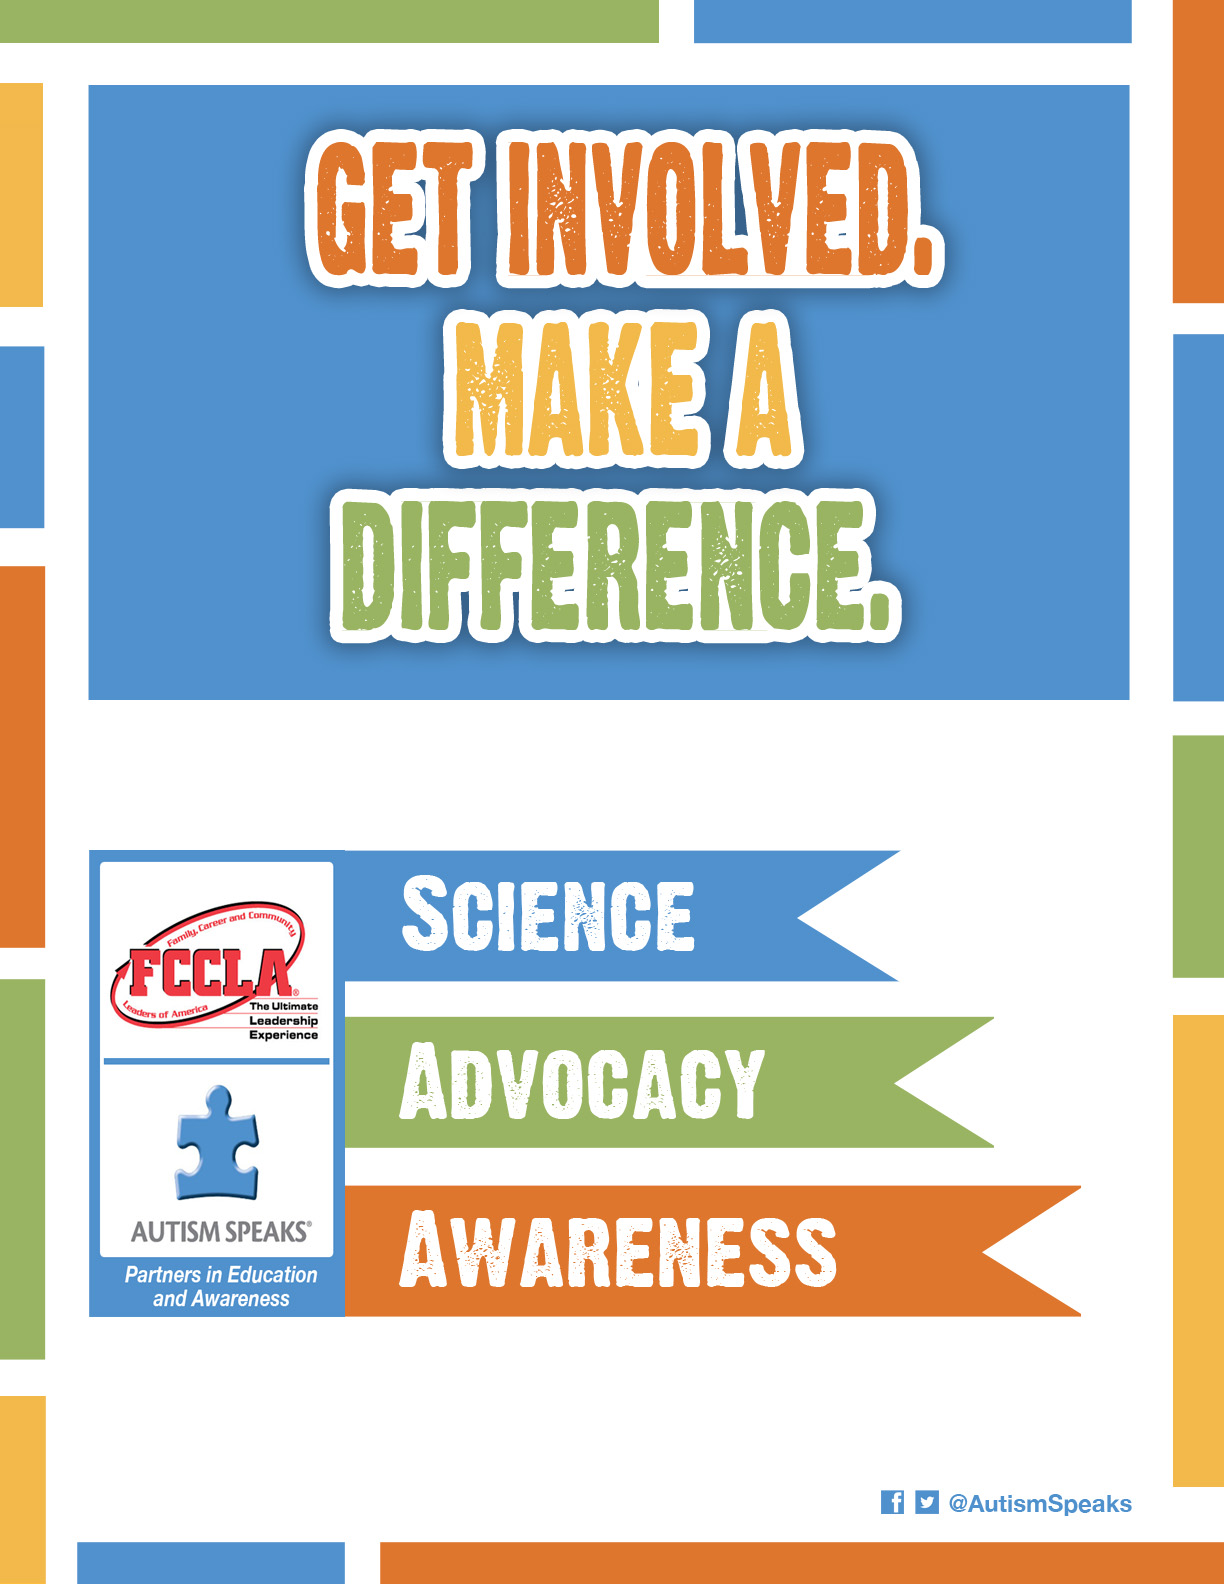 GET INVOLVED.
MAKE A
DIFFERENCE.
Family, Career and Community
FCCLA®
Leaders of America
The Ultimate
Leadership
Experience
AUTISM SPEAKS®
Partners in Education
and Awareness
SCIENCE
ADVOCACY
AWARENESS
@AutismSpeaks